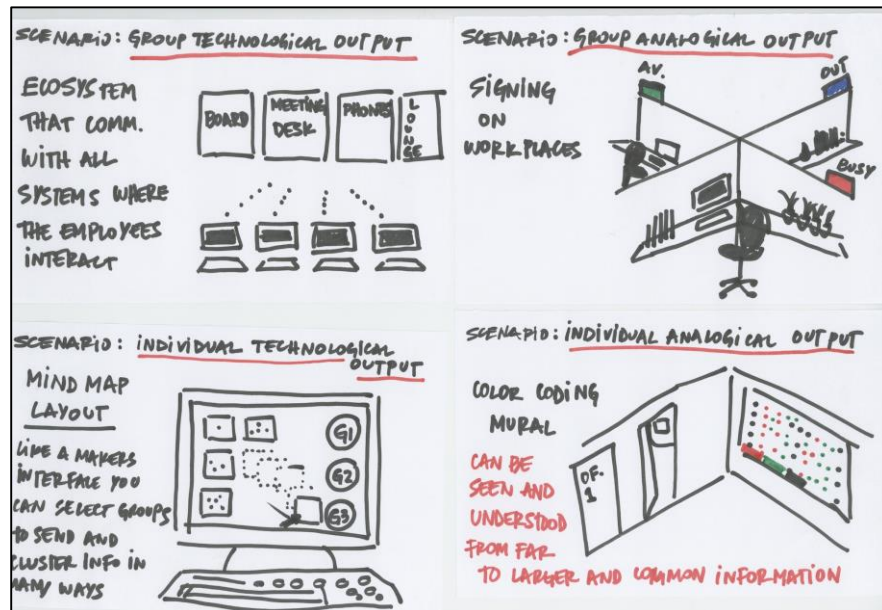 SCENARIO: GROUP TECHNOLOGICAL OUTPUT
ECOSYSTEM
THAT COMM.
WITH ALL
SYSTEMS WHERE
THE EMPLOYEES
INTERACT
BOARD
MEETING
DESK
PHONES
LOUNGE
SCENARIO: GROUP ANALOGICAL OUTPUT
SIGNING
ON
WORKPLACES
AV.
OUT
BUSY
SCENARIO: INDIVIDUAL TECHNOLOGICAL
OUTPUT
MIND MAP
LAYOUT
LIKE A MAKERS
INTERFACE YOU
CAN SELECT GROUPS
TO SEND AND
CLUSTER INFO IN
MANY WAYS
G1
G2
G3
SCENARIO: INDIVIDUAL ANALOGICAL OUTPUT
COLOR CODING
MURAL
CAN BE
SEEN AND
UNDERSTOOD
FROM FAR
TO LARGER AND COMMON INFORMATION
OF.
1